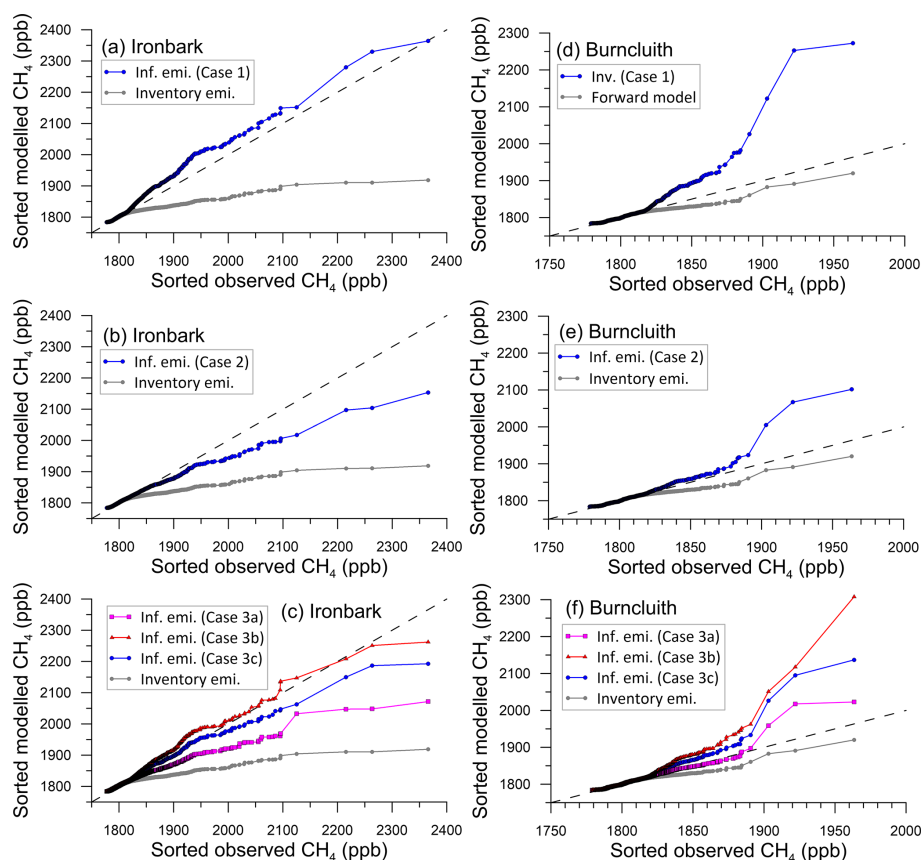 (a) Ironbark
Inf. emi. (Case 1)
Inventory emi.
Sorted modelled CH4 (ppb)
2400
2300
2200
2100
2000
1900
1800
1800 1900 2000 2100 2200 2300 2400
Sorted observed CH4 (ppb)
(d) Burncluith
Inv. (Case 1)
Forward model
Sorted modelled CH4 (ppb)
2300
2200
2100
2000
1900
1800
1750 1800 1850 1900 1950 2000
Sorted observed CH4 (ppb)
(b) Ironbark
Inf. emi. (Case 2)
Inventory emi.
Sorted modelled CH4 (ppb)
2400
2300
2200
2100
2000
1900
1800
1800 1900 2000 2100 2200 2300 2400
Sorted observed CH4 (ppb)
(e) Burncluith
Inf. emi. (Case 2)
Inventory emi.
Sorted modelled CH4 (ppb)
2300
2200
2100
2000
1900
1800
1750 1800 1850 1900 1950 2000
Sorted observed CH4 (ppb)
(c) Ironbark
Inf. emi. (Case 3a)
Inf. emi. (Case 3b)
Inf. emi. (Case 3c)
Inventory emi.
Sorted modelled CH4 (ppb)
2400
2300
2200
2100
2000
1900
1800
1800 1900 2000 2100 2200 2300 2400
Sorted observed CH4 (ppb)
(f) Burncluith
Inf. emi. (Case 3a)
Inf. emi. (Case 3b)
Inf. emi. (Case 3c)
Inventory emi.
Sorted modelled CH4 (ppb)
2300
2200
2100
2000
1900
1800
1750 1800 1850 1900 1950 2000
Sorted observed CH4 (ppb)